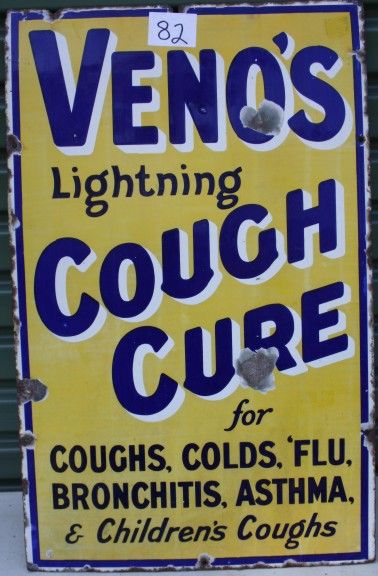 82
VENO'S
Lightning
COUGH
CURE
for
COUGHS, COLDS, 'FLU,
BRONCHITIS, ASTHMA,
& Children's Coughs